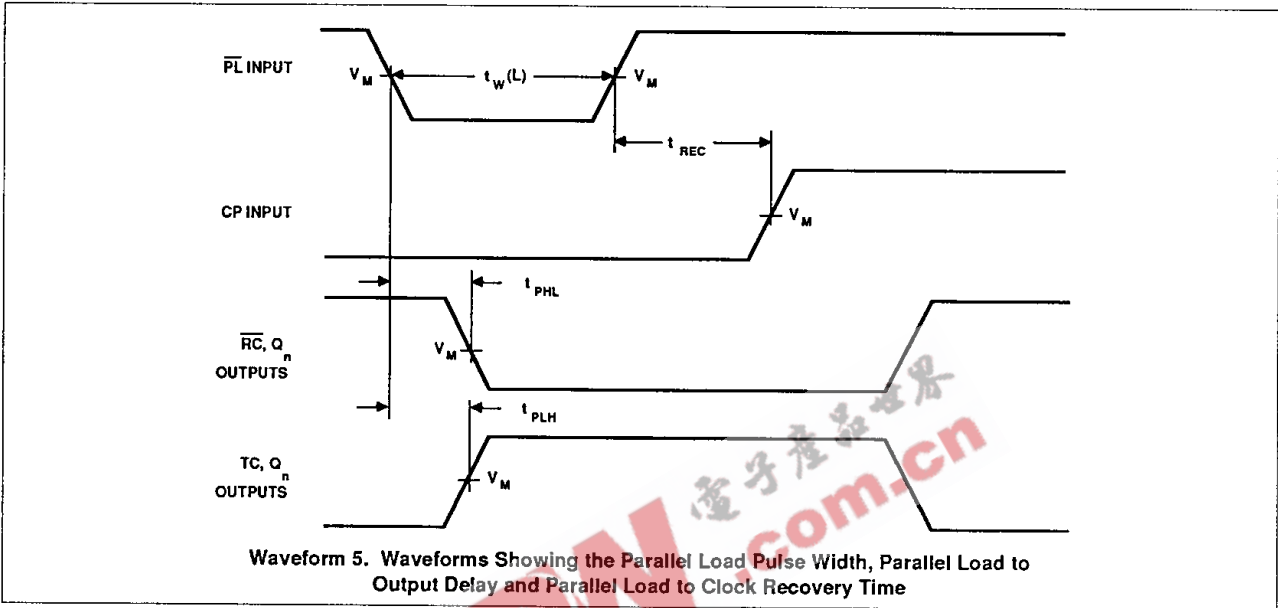 PL INPUT
V M
t W (L)
V M
t REC
CP INPUT
V M
t PHL
RC, Q n
OUTPUTS
V M
t PLH
TC, Q n
OUTPUTS
V M
電子產品世界
.com.cn
Waveform 5. Waveforms Showing the Parallel Load Pulse Width, Parallel Load to
Output Delay and Parallel Load to Clock Recovery Time